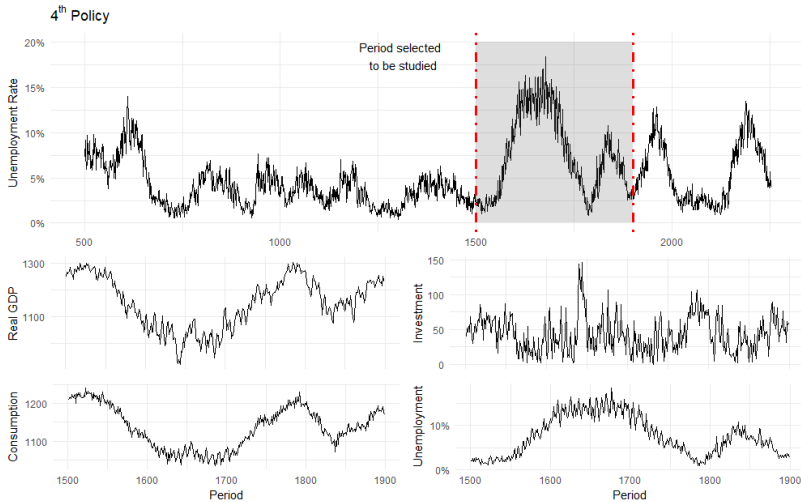 4th Policy
Period selected
to be studied
Unemployment Rate
20%
15%
10%
5%
0%
500
1000
1500
2000
Real GDP
1300
1100
Investment
150
100
50
0
Consumption
1200
1100
1500
1600
1700
1800
1900
Period
Unemployment
10%
0%
1500
1600
1700
1800
1900
Period